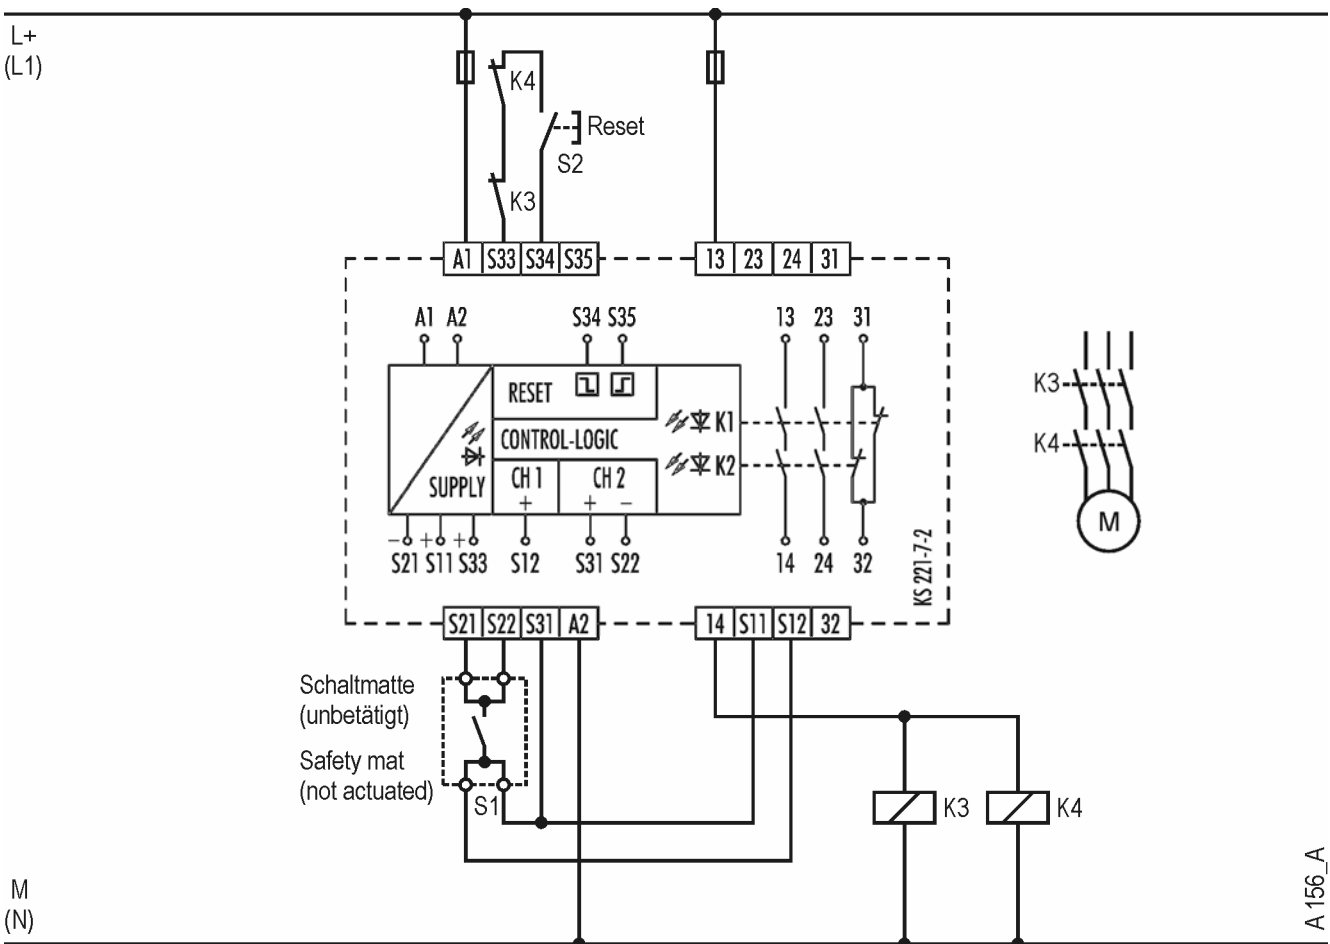 L+
(L1)
K4
Reset
S2
K3
A1 S33 S34 S35
13 23 24 31
A1 A2 S34 S35 13 23 31
RESET
K1
CONTROL-LOGIC
K2
SUPPLY
CH 1
+
CH 2
+ −
− + +
S21 S11 S33 S12 S31 S22 14 24 32
KS 221-7-2
K3
K4
M
S21 S22 S31 A2
14 S11 S12 32
Schaltmatte
(unbetätigt)
Safety mat
(not actuated)
S1
K3
K4
M
(N)
A 156_A